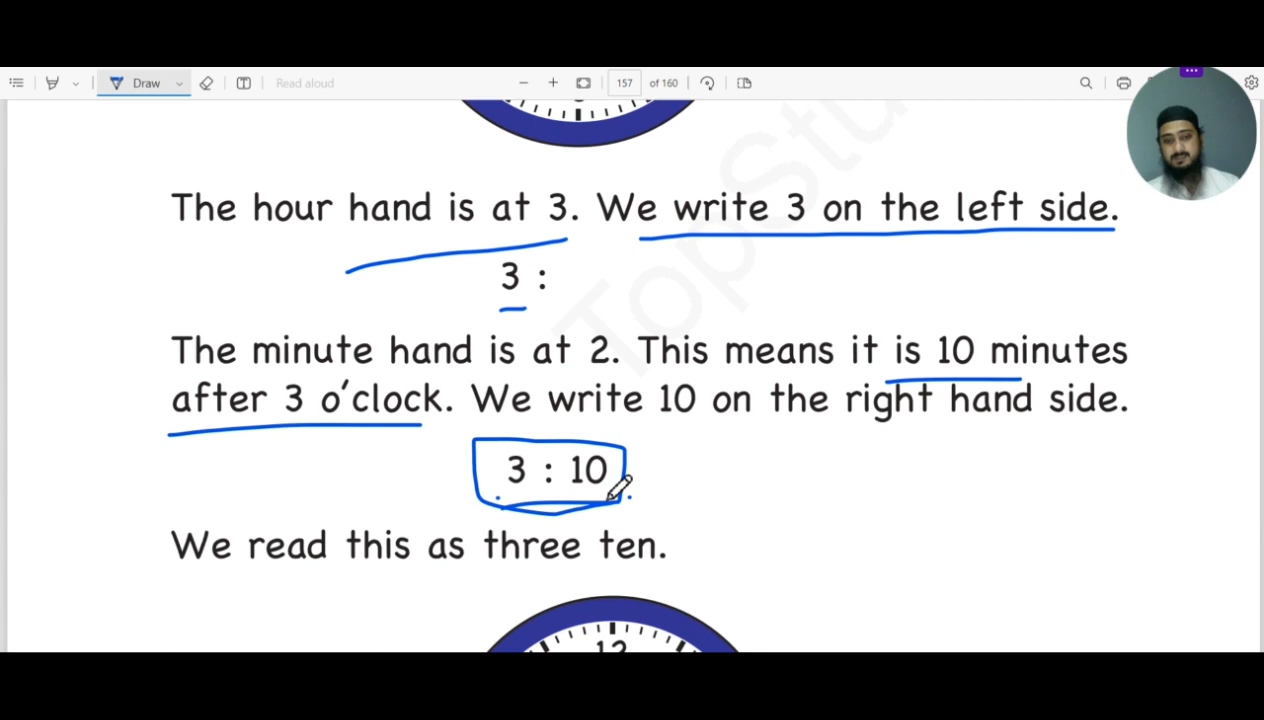 Draw
Read aloud
157 of 160
TopStu
The hour hand is at 3. We write 3 on the left side.
3 :
The minute hand is at 2. This means it is 10 minutes
after 3 o'clock. We write 10 on the right hand side.
3 : 10
We read this as three ten.
12